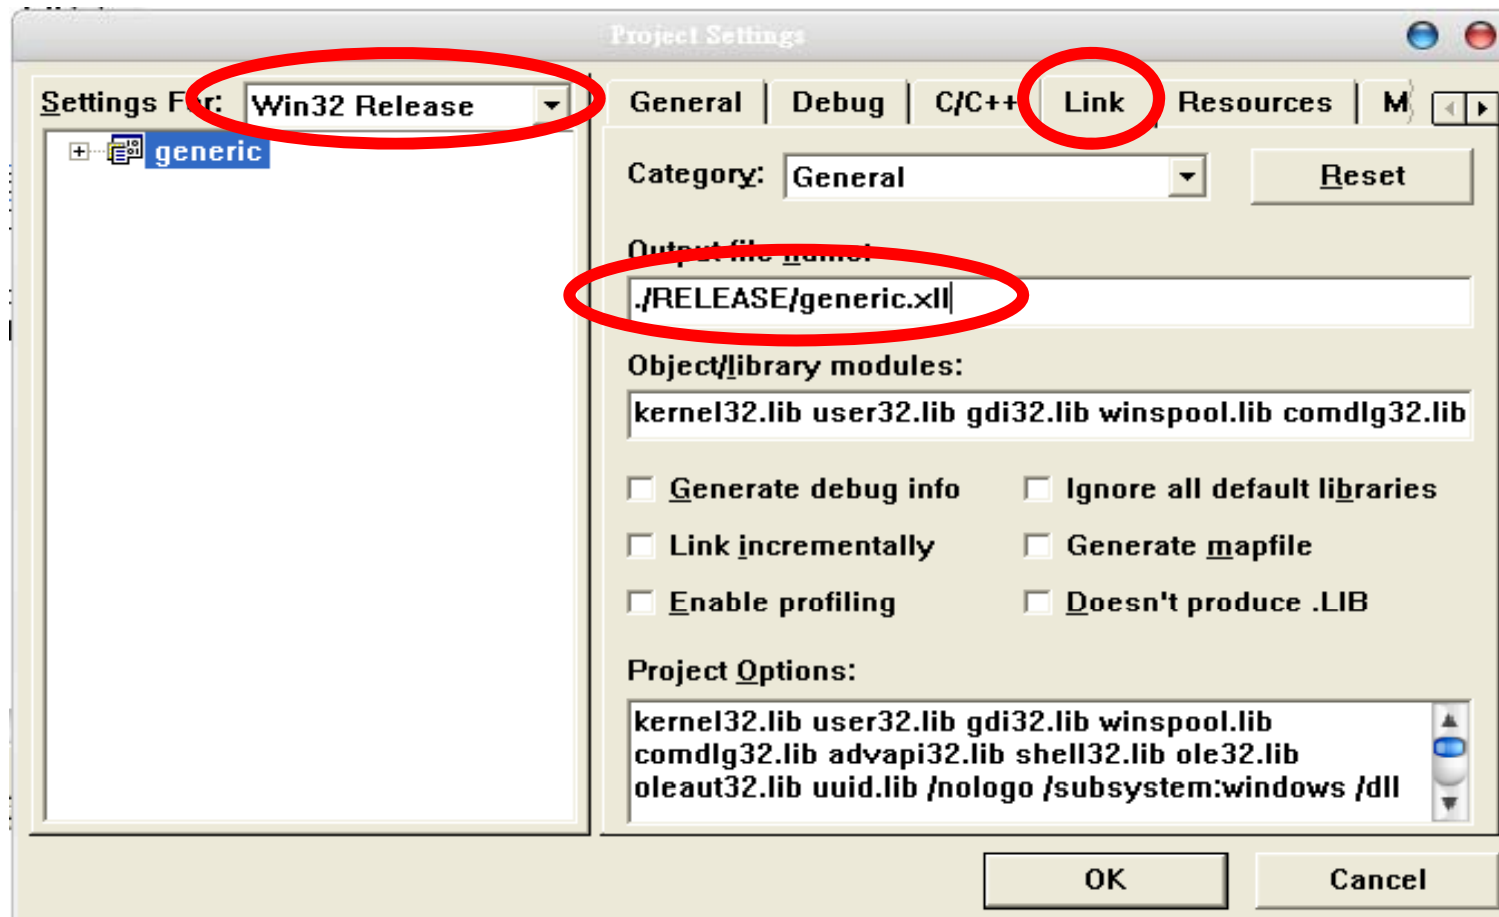 Project Settings
Settings For: Win32 Release
generic
General Debug C/C++ Link Resources M
Category: General Reset
Output file name:
./RELEASE/generic.xll
Object/library modules:
kernel32.lib user32.lib gdi32.lib winspool.lib comdlg32.lib
Generate debug info Ignore all default libraries
Link incrementally Generate mapfile
Enable profiling Doesn't produce .LIB
Project Options:
kernel32.lib user32.lib gdi32.lib winspool.lib
comdlg32.lib advapi32.lib shell32.lib ole32.lib
oleaut32.lib uuid.lib /nologo /subsystem:windows /dll
OK Cancel